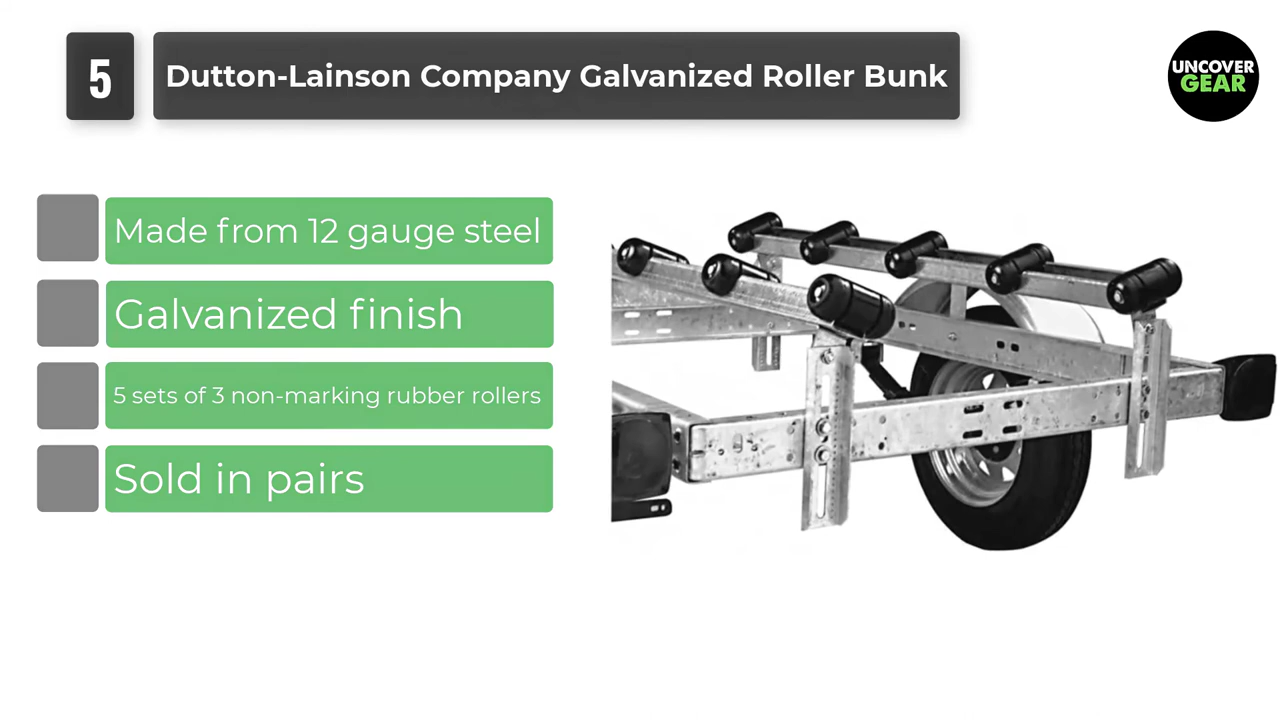 5
Dutton-Lainson Company Galvanized Roller Bunk
UNCOVER
GEAR
Made from 12 gauge steel
Galvanized finish
5 sets of 3 non-marking rubber rollers
Sold in pairs